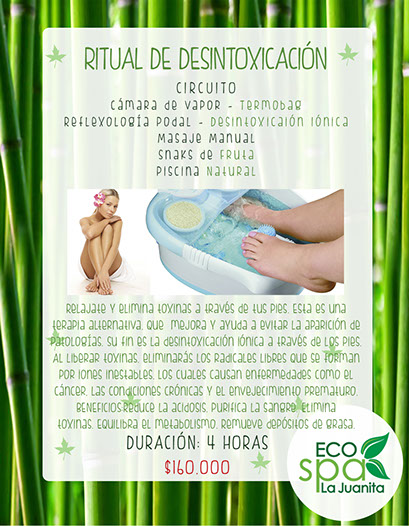 RITUAL DE DESINTOXICACIÓN
CIRCUITO
CÁMARA DE VAPOR - TERMOBAG
REFLEXOLOGÍA PODAL - DESINTOXICAIÓN IÓNICA
MASAJE MANUAL
SNAKS DE FRUTA
PISCINA NATURAL
RELAJATE Y ELIMINA TOXINAS A TRAVÉS DE TUS PIES. ESTA ES UNA
TERAPIA ALTERNATIVA, QUE MEJORA Y AYUDA A EVITAR LA APARICIÓN DE
PATOLOGÍAS. SU FIN ES LA DESINTOXICACIÓN IÓNICA A TRAVÉS DE LOS PIES.
AL LIBERAR TOXINAS, ELIMINARÁS LOS RADICALES LIBRES QUE SE FORMAN
POR IONES INESTABLES, LOS CUALES CAUSAN ENFERMEDADES COMO EL
CÁNCER, LAS CONDICIONES CRÓNICAS Y EL ENVEJECIMIENTO PREMATURO.
BENEFICIOS:REDUCE LA ACIDOSIS, PURIFICA LA SANGRE, ELIMINA
TOXINAS, EQUILIBRA EL METABOLISMO, REMUEVE DEPÓSITOS DE GRASA.
DURACIÓN: 4 HORAS
$160.000
ECO
spa
La Juanita